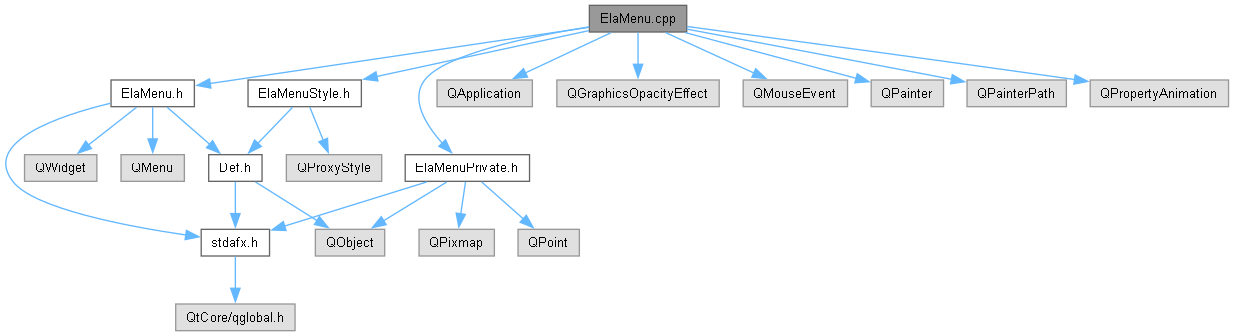 ElaMenu.cpp
ElaMenu.h
ElaMenuStyle.h
QApplication
QGraphicsOpacityEffect
QMouseEvent
QPainter
QPainterPath
QPropertyAnimation
QWidget
QMenu
Def.h
QProxyStyle
ElaMenuPrivate.h
stdafx.h
QObject
QPixmap
QPoint
QtCore/qglobal.h